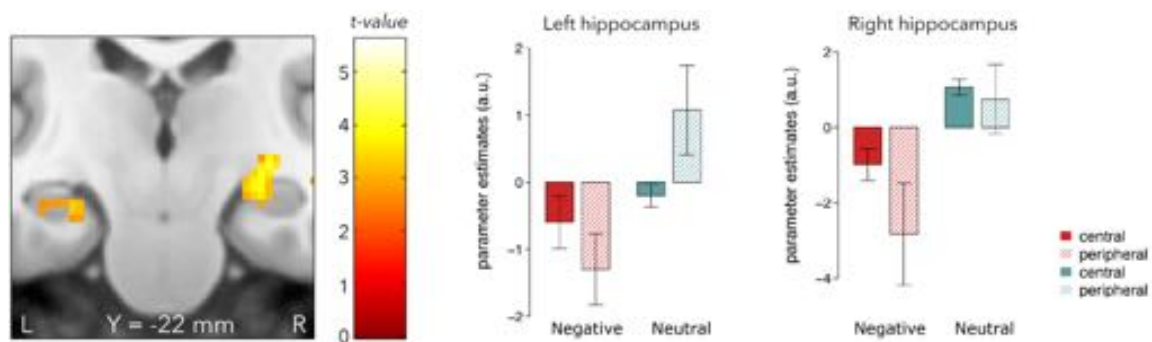 t-value
5
4
3
2
1
0
L
Y = -22 mm
R
Left hippocampus
parameter estimates (a.u.)
2
1
0
−1
−2
Negative
Neutral
Right hippocampus
parameter estimates (a.u.)
2
0
−2
−4
Negative
Neutral
central
peripheral
central
peripheral